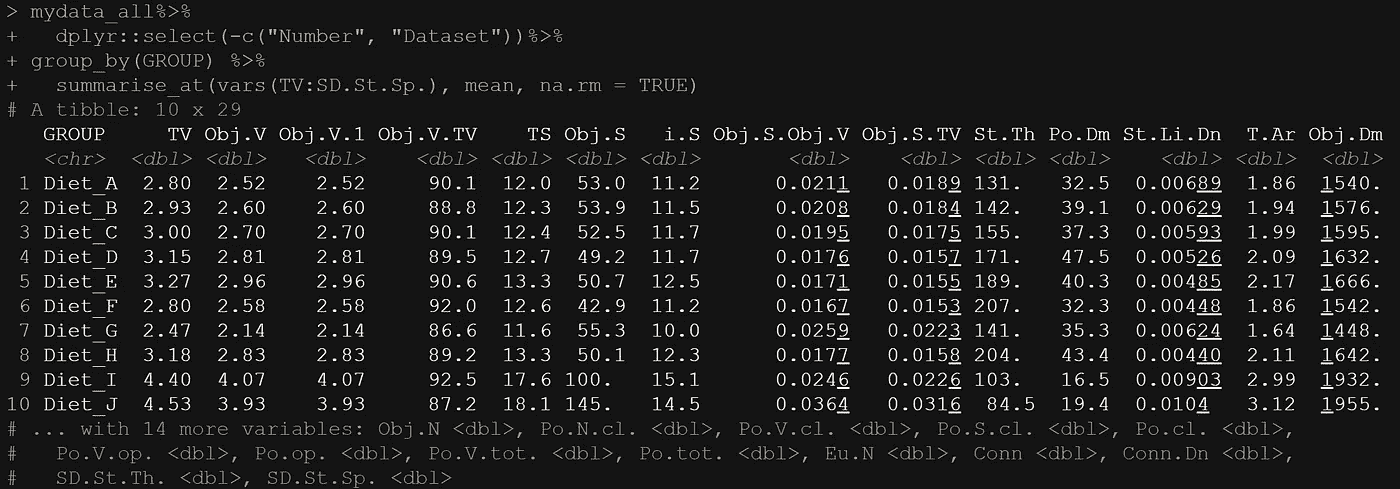 > mydata_all%>%
+   dplyr::select(-c("Number", "Dataset"))%>%
+ group_by(GROUP) %>%
+   summarise_at(vars(TV:SD.St.Sp.), mean, na.rm = TRUE)
# A tibble: 10 x 29
   GROUP     TV Obj.V Obj.V.1 Obj.V.TV    TS Obj.S   i.S Obj.S.Obj.V Obj.S.TV St.Th Po.Dm St.Li.Dn  T.Ar Obj.Dm
   <chr>  <dbl> <dbl>   <dbl>    <dbl> <dbl> <dbl> <dbl>       <dbl>    <dbl> <dbl> <dbl>    <dbl> <dbl>  <dbl>
 1 Diet_A  2.80  2.52    2.52     90.1  12.0  53.0  11.2      0.0211   0.0189 131.   32.5  0.00689  1.86  1540.
 2 Diet_B  2.93  2.60    2.60     88.8  12.3  53.9  11.5      0.0208   0.0184 142.   39.1  0.00629  1.94  1576.
 3 Diet_C  3.00  2.70    2.70     90.1  12.4  52.5  11.7      0.0195   0.0175 155.   37.3  0.00593  1.99  1595.
 4 Diet_D  3.15  2.81    2.81     89.5  12.7  49.2  11.7      0.0176   0.0157 171.   47.5  0.00526  2.09  1632.
 5 Diet_E  3.27  2.96    2.96     90.6  13.3  50.7  12.5      0.0171   0.0155 189.   40.3  0.00485  2.17  1666.
 6 Diet_F  2.80  2.58    2.58     92.0  12.6  42.9  11.2      0.0167   0.0153 207.   32.3  0.00448  1.86  1542.
 7 Diet_G  2.47  2.14    2.14     86.6  11.6  55.3  10.0      0.0259   0.0223 141.   35.3  0.00624  1.64  1448.
 8 Diet_H  3.18  2.83    2.83     89.2  13.3  50.1  12.3      0.0177   0.0158 204.   43.4  0.00440  2.11  1642.
 9 Diet_I  4.40  4.07    4.07     92.5  17.6 100.   15.1      0.0246   0.0226 103.   16.5  0.00903  2.99  1932.
10 Diet_J  4.53  3.93    3.93     87.2  18.1 145.   14.5      0.0364   0.0316  84.5  19.4  0.0104   3.12  1955.
# ... with 14 more variables: Obj.N <dbl>, Po.N.cl. <dbl>, Po.V.cl. <dbl>, Po.S.cl. <dbl>, Po.cl. <dbl>,
#   Po.V.op. <dbl>, Po.op. <dbl>, Po.V.tot. <dbl>, Po.tot. <dbl>, Eu.N <dbl>, Conn <dbl>, Conn.Dn <dbl>,
#   SD.St.Th. <dbl>, SD.St.Sp. <dbl>